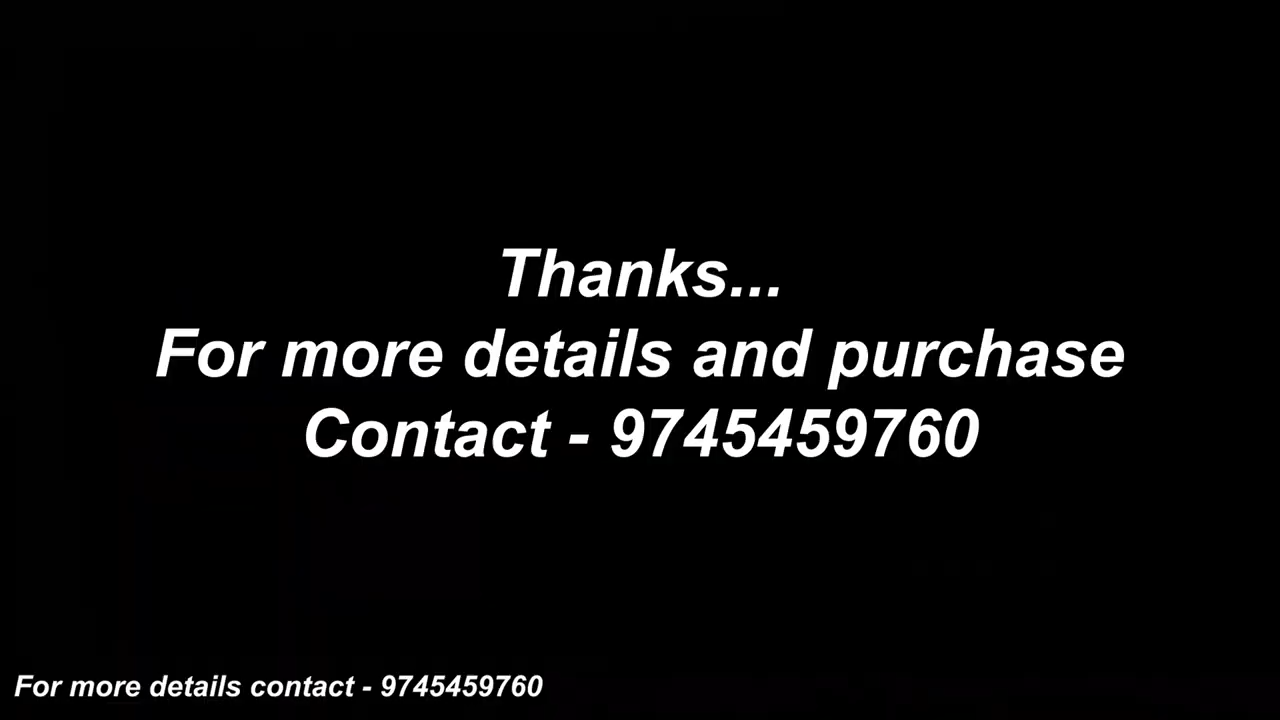 Thanks...
For more details and purchase
Contact - 9745459760
For more details contact - 9745459760